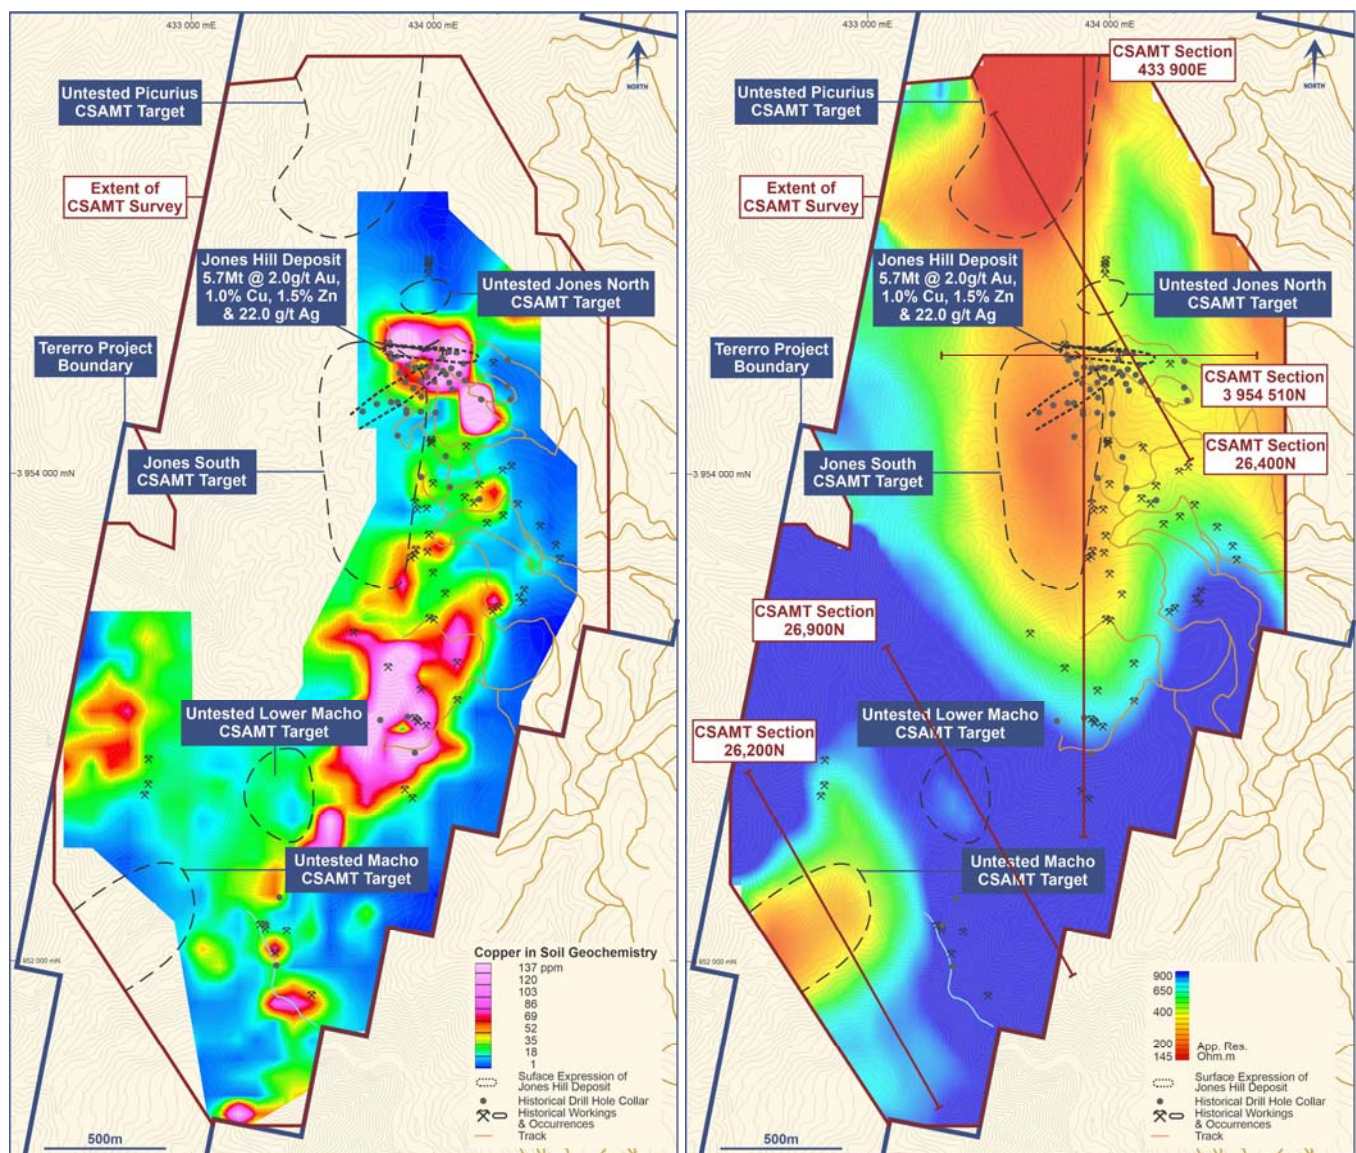 433 000 mE
434 000 mE
Untested Picurius
CSAMT Target
NORTH
Extent of
CSAMT Survey
Jones Hill Deposit
5.7Mt @ 2.0g/t Au,
1.0% Cu, 1.5% Zn
& 22.0 g/t Ag
Untested Jones North
CSAMT Target
Tererro Project
Boundary
Jones South
CSAMT Target
3 954 000 mN
Untested Lower Macho
CSAMT Target
Untested Macho
CSAMT Target
952 000 mN
Copper in Soil Geochemistry
137 ppm
120
103
86
69
52
35
18
1
Suface Expression of
Jones Hill Deposit
Historical Drill Hole Collar
Historical Workings
& Occurrences
Track
500m
433 000 mE
434 000 mE
CSAMT Section
433 900E
Untested Picurius
CSAMT Target
NORTH
Extent of
CSAMT Survey
Jones Hill Deposit
5.7Mt @ 2.0g/t Au,
1.0% Cu, 1.5% Zn
& 22.0 g/t Ag
Untested Jones North
CSAMT Target
Tererro Project
Boundary
CSAMT Section
3 954 510N
CSAMT Section
26,400N
Jones South
CSAMT Target
3 954 000 mN
CSAMT Section
26,900N
Untested Lower Macho
CSAMT Target
CSAMT Section
26,200N
Untested Macho
CSAMT Target
952 000 mN
900
650
400
200
145
App. Res.
Ohm.m
Surface Expression of
Jones Hill Deposit
Historical Drill Hole Collar
Historical Workings
& Occurrences
Track
500m